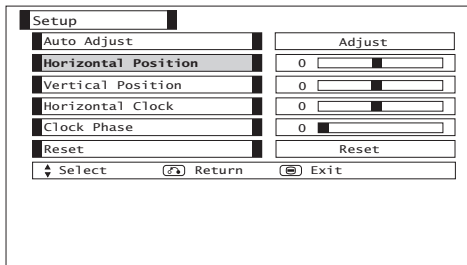 Setup
Auto Adjust Adjust
Horizontal Position 0
Vertical Position 0
Horizontal Clock 0
Clock Phase 0
Reset Reset
Select Return Exit